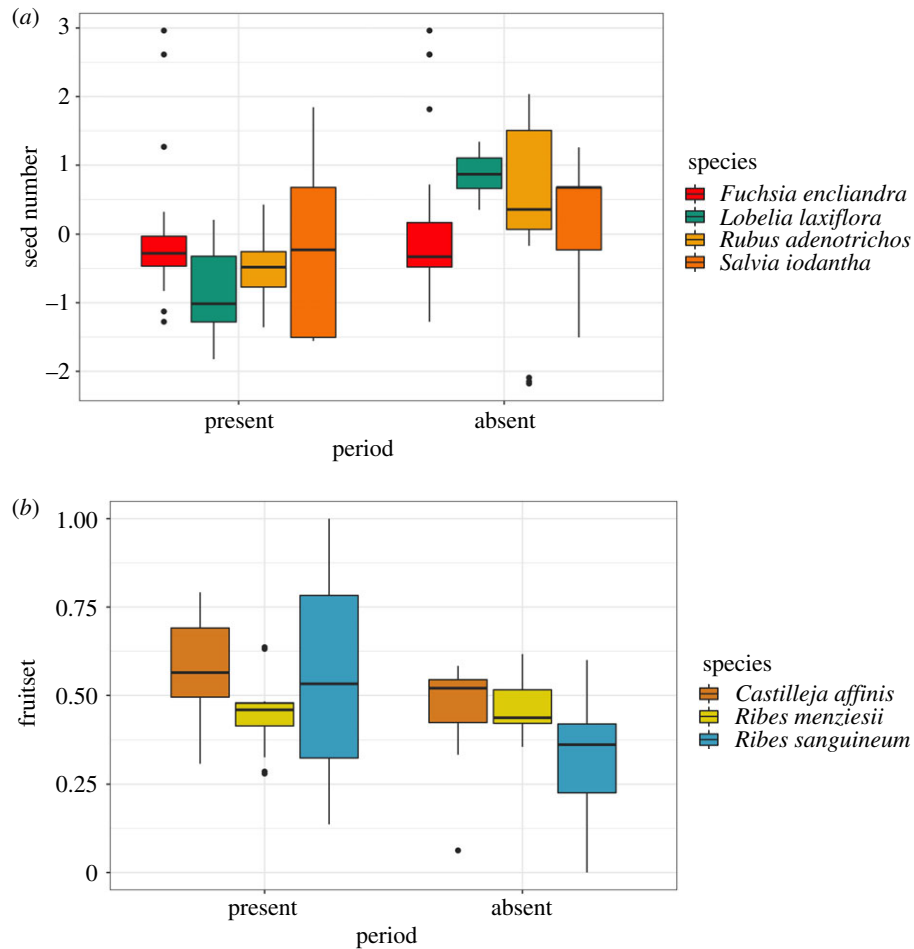 (a)
3
2
1
0
–1
–2
seed number
present
absent
period
species
Fuchsia encliandra
Lobelia laxiflora
Rubus adenotrichos
Salvia iodantha
(b)
1.00
0.75
0.50
0.25
0
fruitset
present
absent
period
species
Castilleja affinis
Ribes menziesii
Ribes sanguineum